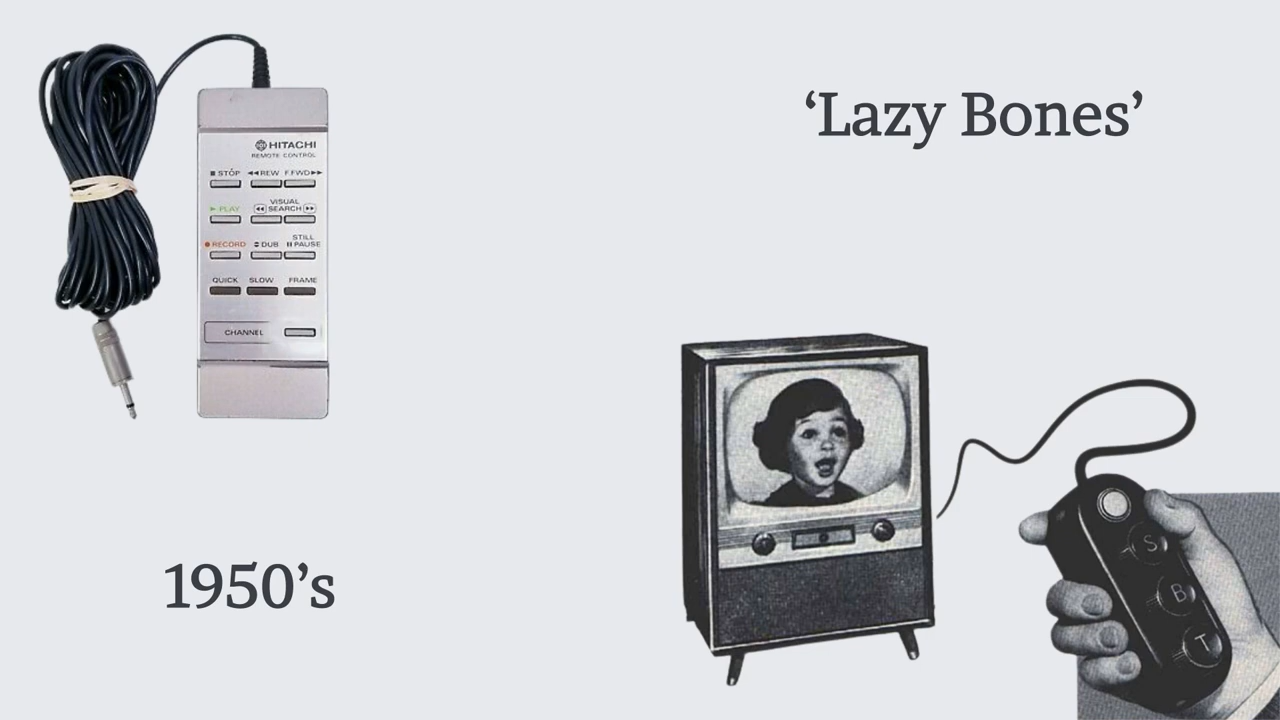 ‘Lazy Bones’
HITACHI
REMOTE CONTROL
■ STOP ◀◀ REW F.FWD ▶▶
▶ PLAY
VISUAL
◀◀ SEARCH ▶▶
STILL
● RECORD DUB II PAUSE
QUICK SLOW FRAME
CHANNEL
S
B
T
1950’s